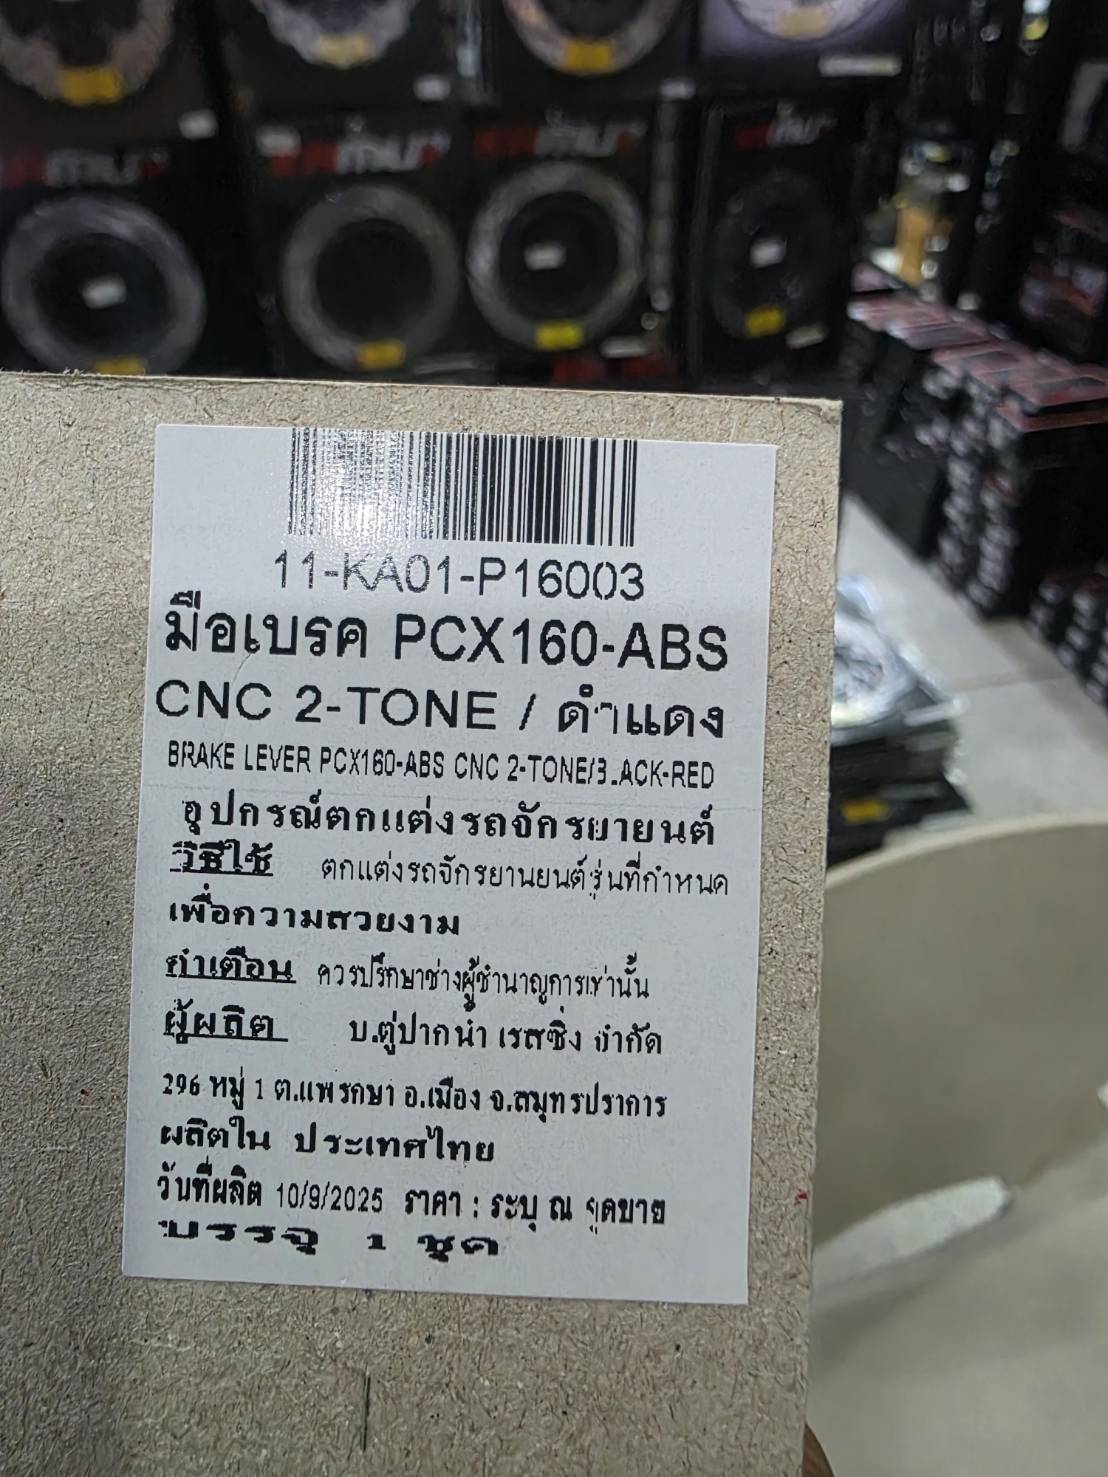 11-KA01-P16003
มือเบรค PCX160-ABS
CNC 2-TONE / ดำแดง
BRAKE LEVER PCX160-ABS CNC 2-TONE/BLACK-RED
อุปกรณ์ตกแต่งรถจักรยายนต์
วิธีใช้ ตกแต่งรถจักรยานยนต์รุ่นที่กำหนด
เพื่อความสวยงาม
คำเตือน ควรปรึกษาช่างผู้ชำนาญการเท่านั้น
ผู้ผลิต บ.ตู่ปากน้ำ เรสซิ่ง จำกัด
296 หมู่ 1 ต.แพรกษา อ.เมือง จ.สมุทรปราการ
ผลิตใน ประเทศไทย
วันที่ผลิต 10/9/2025 ราคา : ระบุ ณ จุดขาย
บรรจุ 1 ชุด